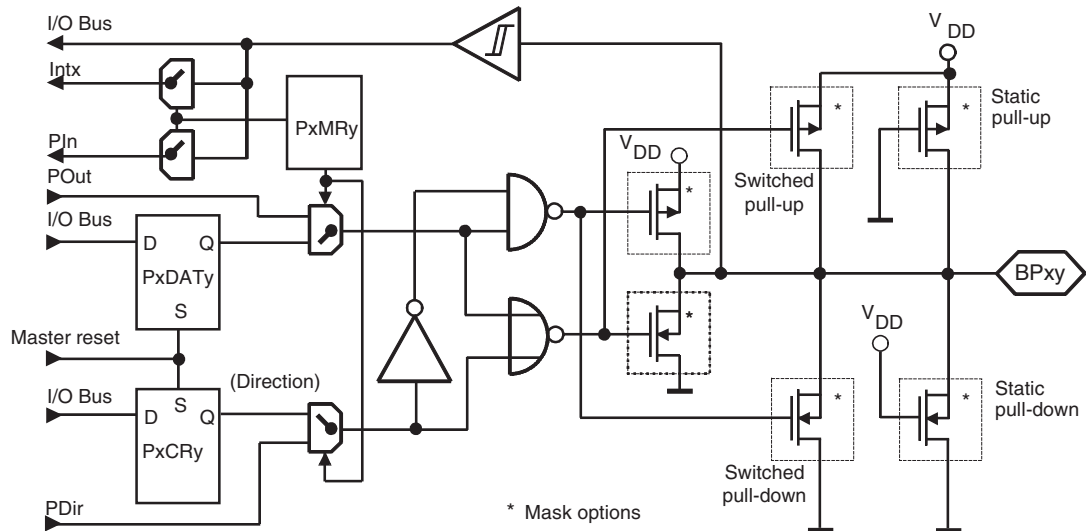 I/O Bus
V
DD
Intx
*
*
Static
pull-up
PxMRy
PIn
V
DD
Switched
pull-up
POut
*
I/O Bus
D
Q
PxDATy
BPxy
S
*
V
DD
Master reset
I/O Bus
(Direction)
S
D
Q
*
*
Static
pull-down
PxCRy
Switched
pull-down
PDir
* Mask options